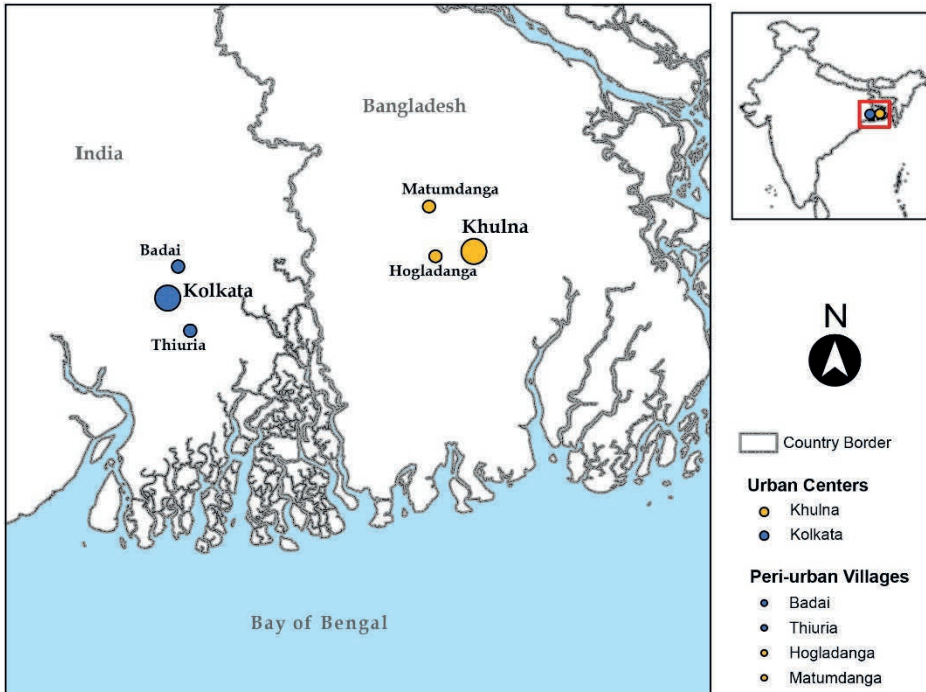 Bangladesh
India
Matumdanga
Khulna
Badai
Hogladanga
Kolkata
Thiuria
Bay of Bengal
N
Country Border
Urban Centers
Khulna
Kolkata
Peri-urban Villages
Badai
Thiuria
Hogladanga
Matumdanga